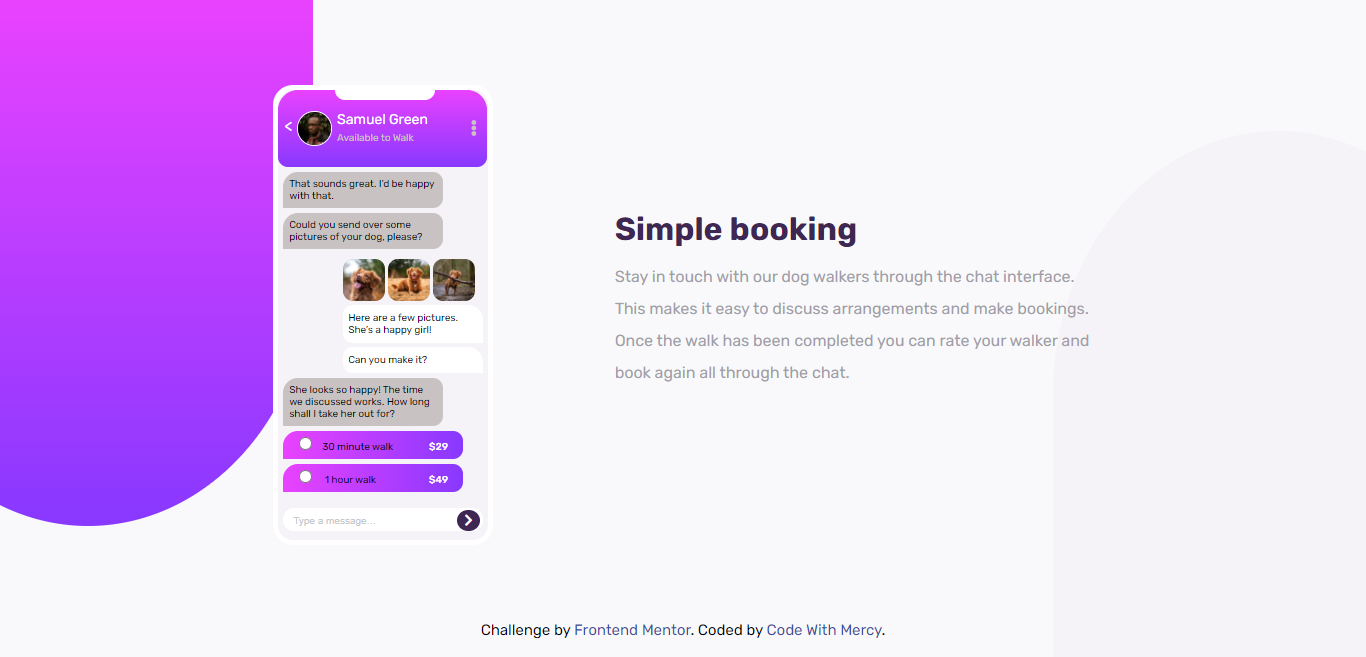 <
Samuel Green
Available to Walk
That sounds great. I'd be happy
with that.
Could you send over some
pictures of your dog, please?
Here are a few pictures.
She's a happy girl!
Can you make it?
She looks so happy! The time
we discussed works. How long
shall I take her out for?
30 minute walk $29
1 hour walk $49
Type a message...
Simple booking
Stay in touch with our dog walkers through the chat interface.
This makes it easy to discuss arrangements and make bookings.
Once the walk has been completed you can rate your walker and
book again all through the chat.
Challenge by Frontend Mentor. Coded by Code With Mercy.